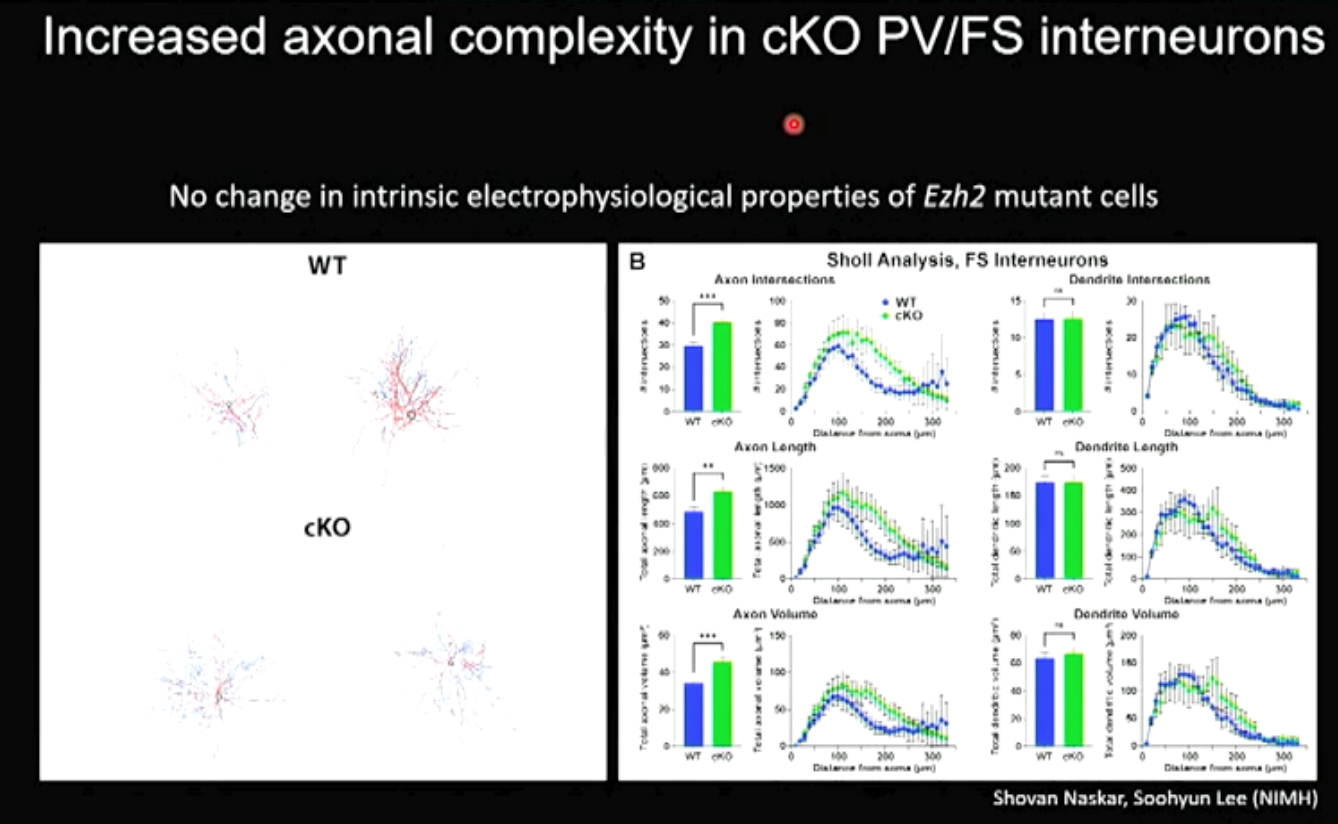 Increased axonal complexity in cKO PV/FS interneurons
No change in intrinsic electrophysiological properties of Ezh2 mutant cells
WT
cKO
B
Sholl Analysis, FS Interneurons
Axon Intersections
Dendrite Intersections
# intersections
50
40
30
20
10
0
***
WT cKO
# intersections
100
80
60
40
20
0
WT
cKO
0 100 200 300
Distance from soma (µm)
# intersections
15
10
5
0
ns
WT cKO
# intersections
30
20
10
0
0 100 200 300
Distance from soma (µm)
Axon Length
Dendrite Length
Total axonal length (µm)
800
600
400
200
0
**
WT cKO
Total axonal length (µm)
1500
1000
500
0
0 100 200 300
Distance from soma (µm)
Total dendritic length (µm)
200
150
100
50
0
ns
WT cKO
Total dendritic length (µm)
500
400
300
200
100
0
0 100 200 300
Distance from soma (µm)
Axon Volume
Dendrite Volume
Total axonal volume (µm³)
60
40
20
0
***
WT cKO
Total axonal volume (µm³)
150
100
50
0
0 100 200 300
Distance from soma (µm)
Total dendritic volume (µm³)
80
60
40
20
0
ns
WT cKO
Total dendritic volume (µm³)
200
150
100
50
0
0 100 200 300
Distance from soma (µm)
Shovan Naskar, Soohyun Lee (NIMH)